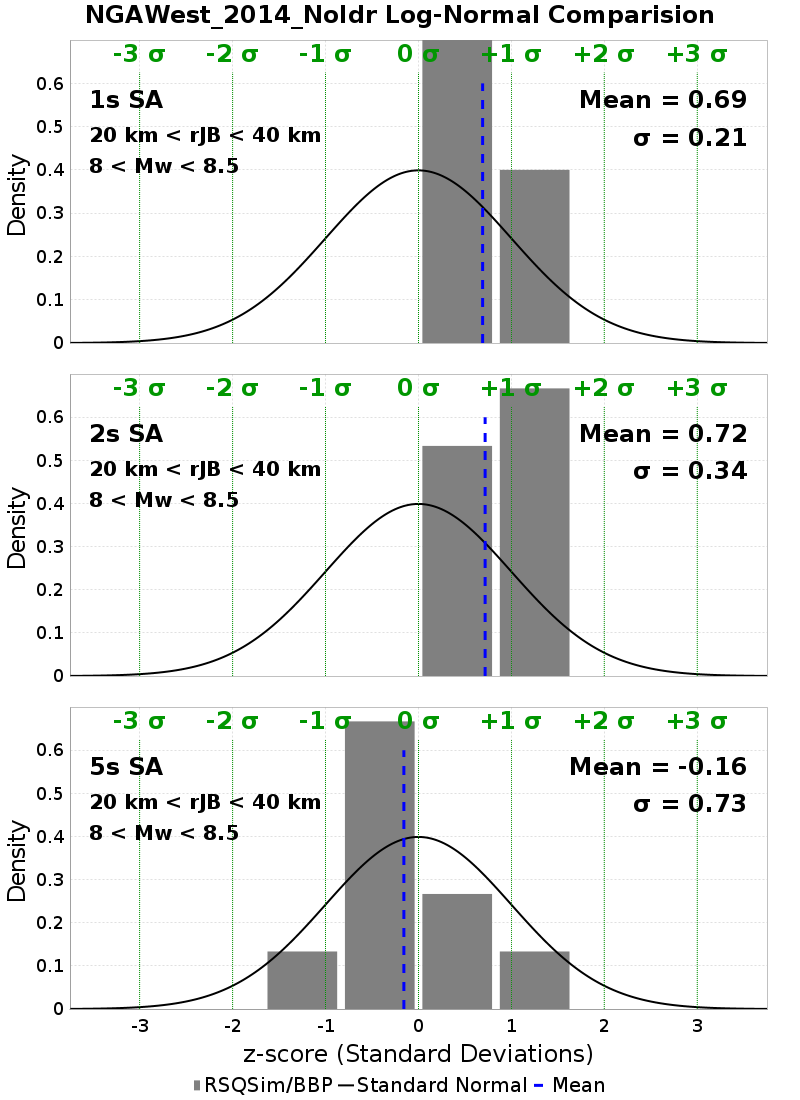 NGAWest_2014_NoIdr Log-Normal Comparision
-3 σ -2 σ -1 σ 0 σ +1 σ +2 σ +3 σ
0.6
1s SA Mean = 0.69
0.5
20 km < rJB < 40 km σ = 0.21
8 < Mw < 8.5
0.4
0.3
0.2
0.1
0
Density
-3 σ -2 σ -1 σ 0 σ +1 σ +2 σ +3 σ
0.6
2s SA Mean = 0.72
0.5
20 km < rJB < 40 km σ = 0.34
8 < Mw < 8.5
0.4
0.3
0.2
0.1
0
Density
-3 σ -2 σ -1 σ 0 σ +1 σ +2 σ +3 σ
0.6
5s SA Mean = -0.16
0.5
20 km < rJB < 40 km σ = 0.73
8 < Mw < 8.5
0.4
0.3
0.2
0.1
0
Density
-3 -2 -1 0 1 2 3
z-score (Standard Deviations)
RSQSim/BBP Standard Normal Mean